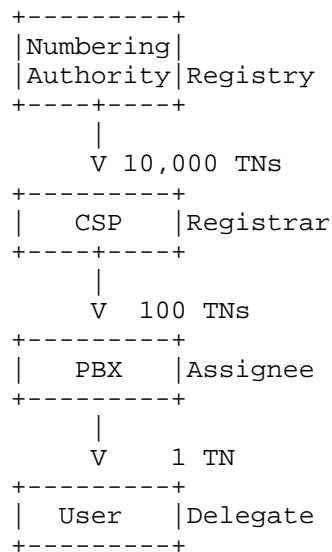 +---------+
|Numbering|
|Authority|Registry
+----+----+
     |
     V 10,000 TNs
+---------+
|   CSP   |Registrar
+----+----+
     |
     V  100 TNs
+---------+
|   PBX   |Assignee
+---------+
     |
     V    1 TN
+---------+
|  User   |Delegate
+---------+